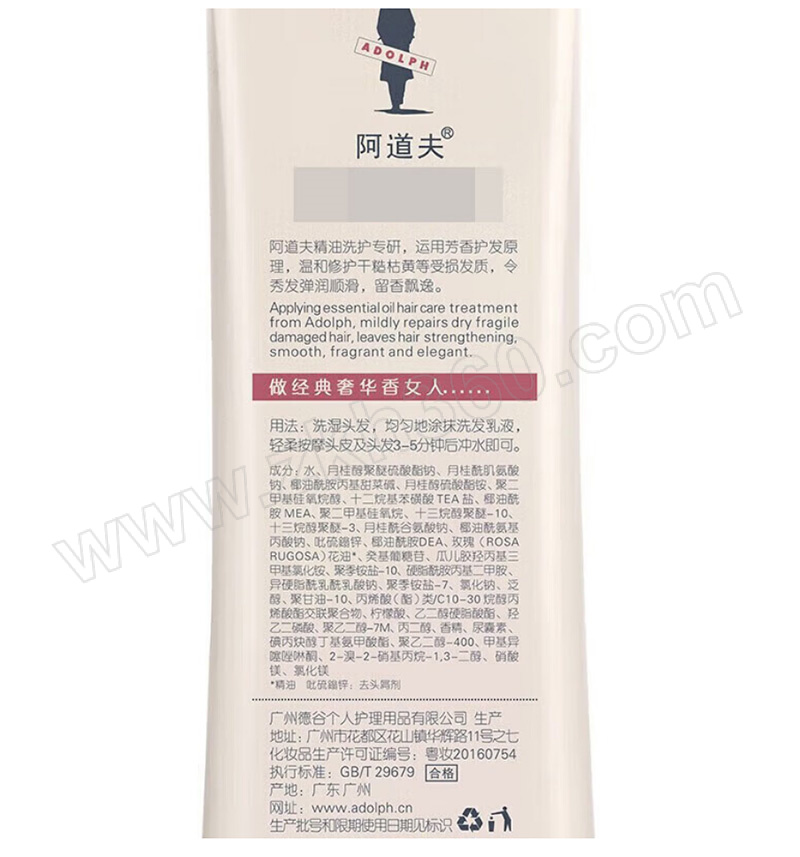 ADOLPH
阿道夫®
阿道夫精油洗护专研，运用芳香护发原
理，温和修护干糙枯黄等受损发质，令
秀发弹润顺滑，留香飘逸。
Applying essential oil hair care treatment
from Adolph, mildly repairs dry fragile
damaged hair, leaves hair strengthening,
smooth, fragrant and elegant.
做经典奢华香女人......
用法：洗湿头发，均匀地涂抹洗发乳液，
轻柔按摩头皮及头发3-5分钟后冲水即可。
成分：水、月桂醇聚醚硫酸酯钠、月桂酰肌氨酸
钠、椰油酰胺丙基甜菜碱、月桂醇硫酸酯铵、聚二
甲基硅氧烷醇、十二烷基苯磺酸 TEA 盐、椰油酰
胺 MEA、聚二甲基硅氧烷、十三烷醇聚醚-10、
十三烷醇聚醚-3、月桂酰谷氨酸钠、椰油酰氨基
丙酸钠、吡硫鎓锌、椰油酰胺DEA、玫瑰（ROSA
RUGOSA）花油*、癸基葡糖苷、瓜儿胶羟丙基三
甲基氯化铵、聚季铵盐-10、硬脂酰胺丙基二甲胺、
异硬脂酰乳酰乳酸钠、聚季铵盐-7、氯化钠、泛
醇、聚甘油-10、丙烯酸（酯）类/C10-30 烷醇丙
烯酸酯交联聚合物、柠檬酸、乙二醇硬脂酸酯、羟
乙二磷酸、聚乙二醇-7M、丙二醇、香精、尿囊素、
碘丙炔醇丁基氨甲酸酯、聚乙二醇-400、甲基异
噻唑啉酮、2-溴-2-硝基丙烷-1,3-二醇、硝酸
镁、氯化镁
*精油 吡硫鎓锌：去头屑剂
广州德谷个人护理用品有限公司 生产
地址：广州市花都区花山镇华辉路11号之七
化妆品生产许可证编号：粤妆20160754
执行标准：GB/T 29679 合格
产地：广东 广州
网址：www.adolph.cn
生产批号和限期使用日期见标识
www.zkh360.com